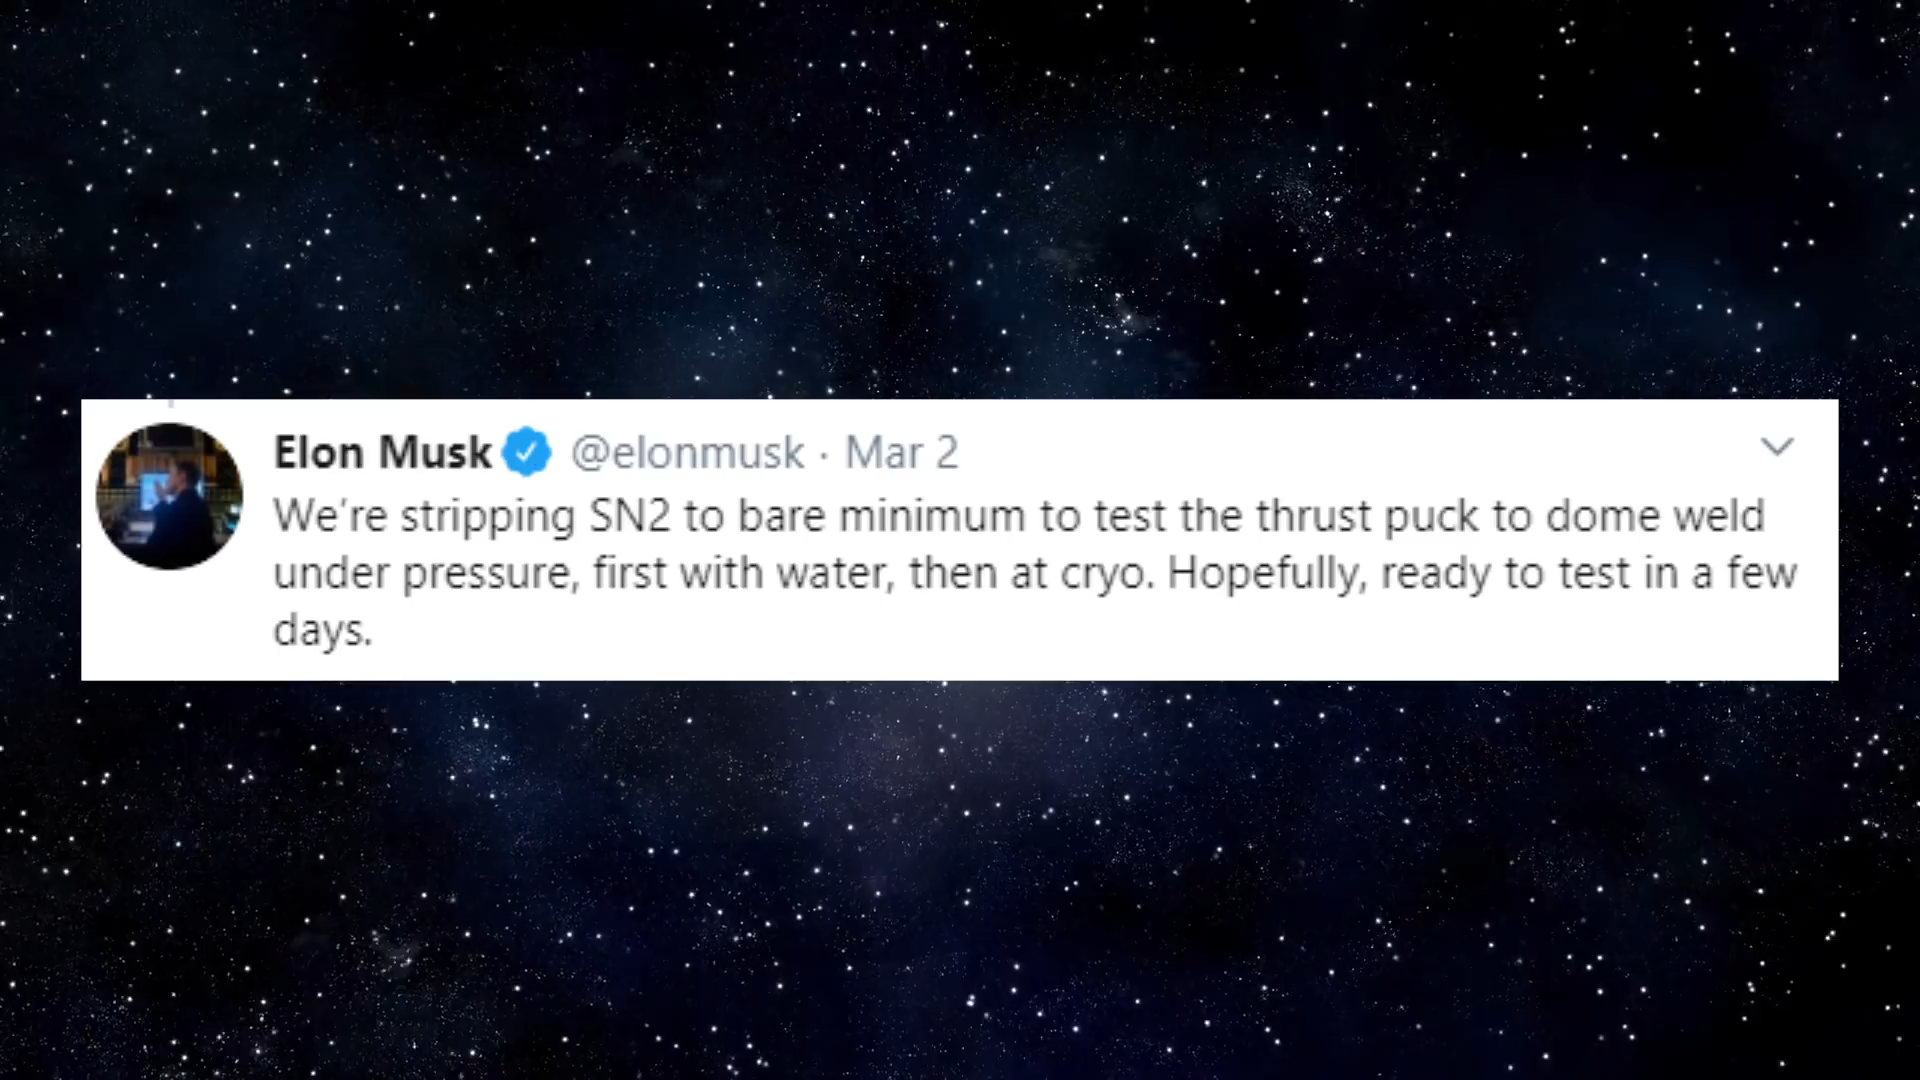 Elon Musk @elonmusk · Mar 2
We’re stripping SN2 to bare minimum to test the thrust puck to dome weld
under pressure, first with water, then at cryo. Hopefully, ready to test in a few
days.